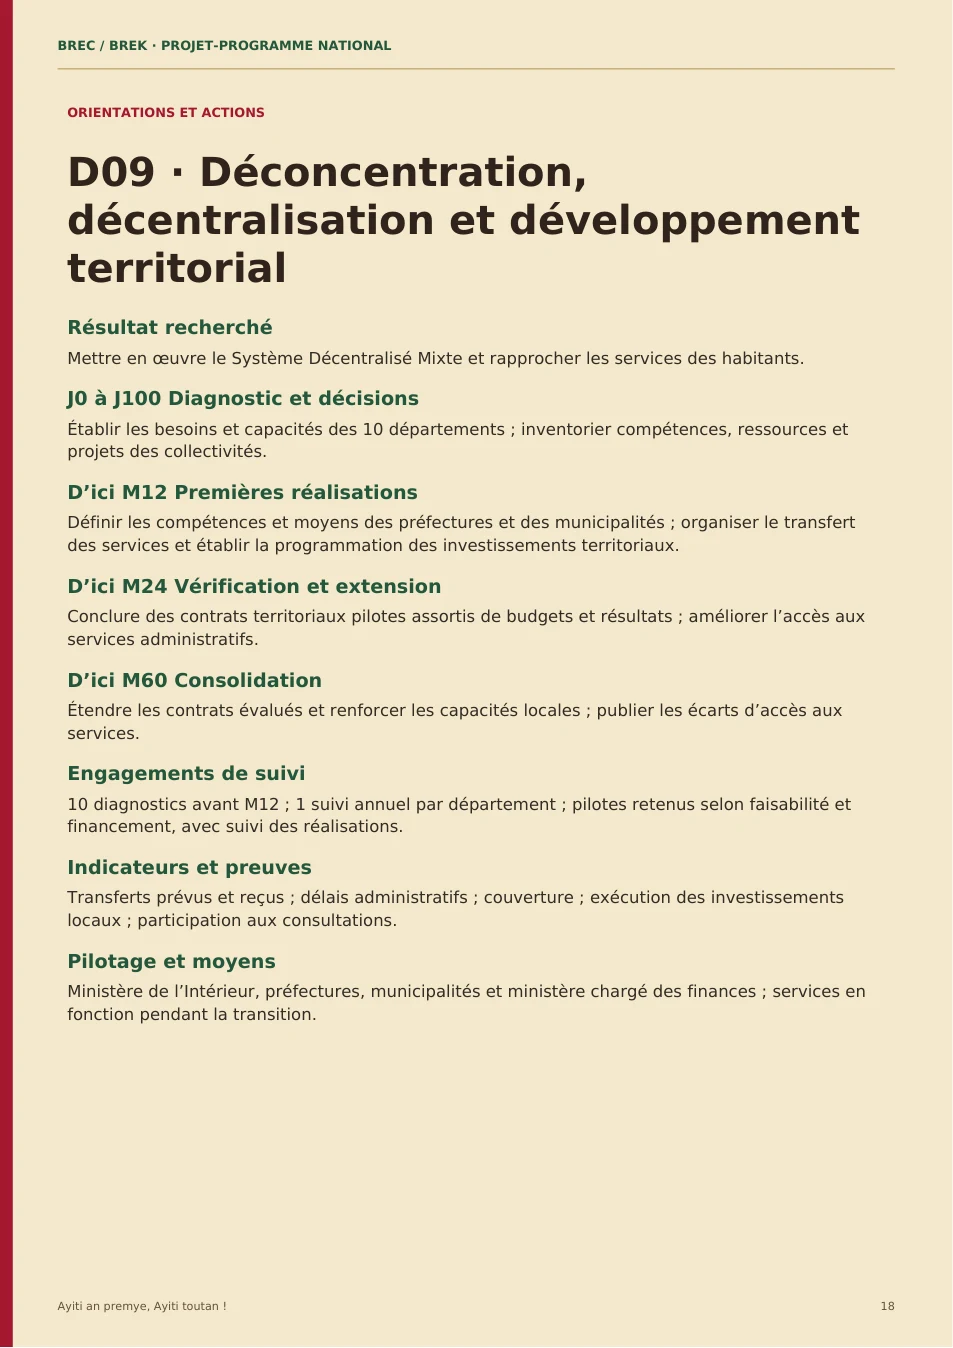 BREC / BREK · PROJET-PROGRAMME NATIONAL
ORIENTATIONS ET ACTIONS
D09 · Déconcentration,
décentralisation et développement
territorial
Résultat recherché
Mettre en œuvre le Système Décentralisé Mixte et rapprocher les services des habitants.
J0 à J100 Diagnostic et décisions
Établir les besoins et capacités des 10 départements ; inventorier compétences, ressources et
projets des collectivités.
D’ici M12 Premières réalisations
Définir les compétences et moyens des préfectures et des municipalités ; organiser le transfert
des services et établir la programmation des investissements territoriaux.
D’ici M24 Vérification et extension
Conclure des contrats territoriaux pilotes assortis de budgets et résultats ; améliorer l’accès aux
services administratifs.
D’ici M60 Consolidation
Étendre les contrats évalués et renforcer les capacités locales ; publier les écarts d’accès aux
services.
Engagements de suivi
10 diagnostics avant M12 ; 1 suivi annuel par département ; pilotes retenus selon faisabilité et
financement, avec suivi des réalisations.
Indicateurs et preuves
Transferts prévus et reçus ; délais administratifs ; couverture ; exécution des investissements
locaux ; participation aux consultations.
Pilotage et moyens
Ministère de l’Intérieur, préfectures, municipalités et ministère chargé des finances ; services en
fonction pendant la transition.
Ayiti an premye, Ayiti toutan !
18